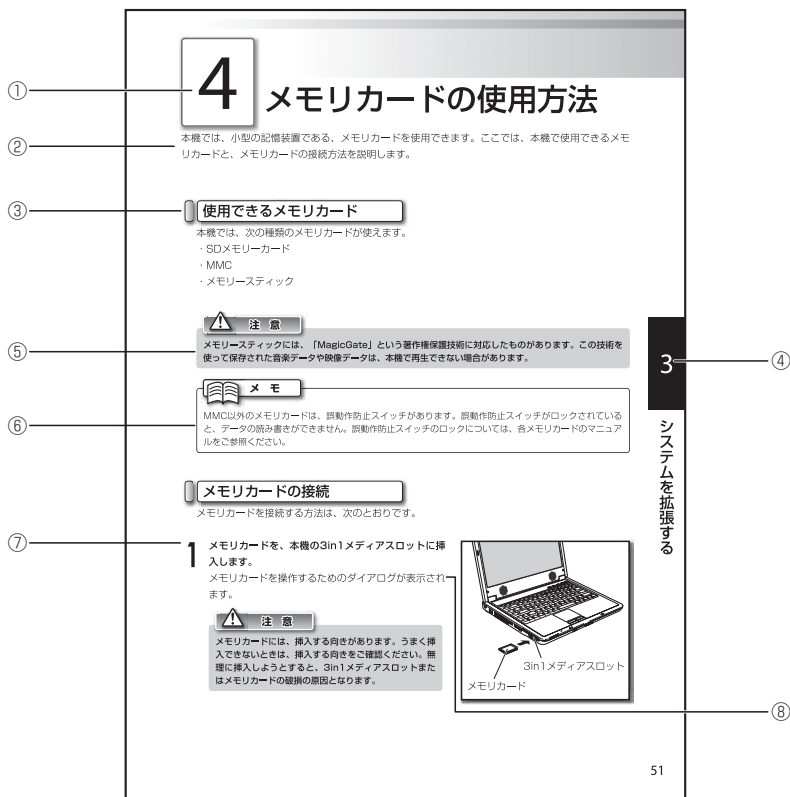 4
メモリカードの使用方法
①
本機では、小型の記憶装置である、メモリカードを使用できます。ここでは、本機で使用できるメモ
リカードと、メモリカードの接続方法を説明します。
②
③
使用できるメモリカード
本機では、次の種類のメモリカードが使えます。
・SDメモリーカード
・MMC
・メモリースティック
注 意
メモリースティックには、「MagicGate」という著作権保護技術に対応したものがあります。この技術を
使って保存された音楽データや映像データは、本機で再生できない場合があります。
⑤
3
④
メ モ
MMC以外のメモリカードは、誤動作防止スイッチがあります。誤動作防止スイッチがロックされている
と、データの読み書きができません。誤動作防止スイッチのロックについては、各メモリカードのマニュア
ルをご参照ください。
⑥
システムを拡張する
メモリカードの接続
メモリカードを接続する方法は、次のとおりです。
⑦
1
メモリカードを、本機の3in1メディアスロットに挿
入します。
メモリカードを操作するためのダイアログが表示され
ます。
注 意
メモリカードには、挿入する向きがあります。うまく挿
入できないときは、挿入する向きをご確認ください。無
理に挿入しようとすると、3in1メディアスロットまた
はメモリカードの破損の原因となります。
3in1メディアスロット
メモリカード
⑧
51